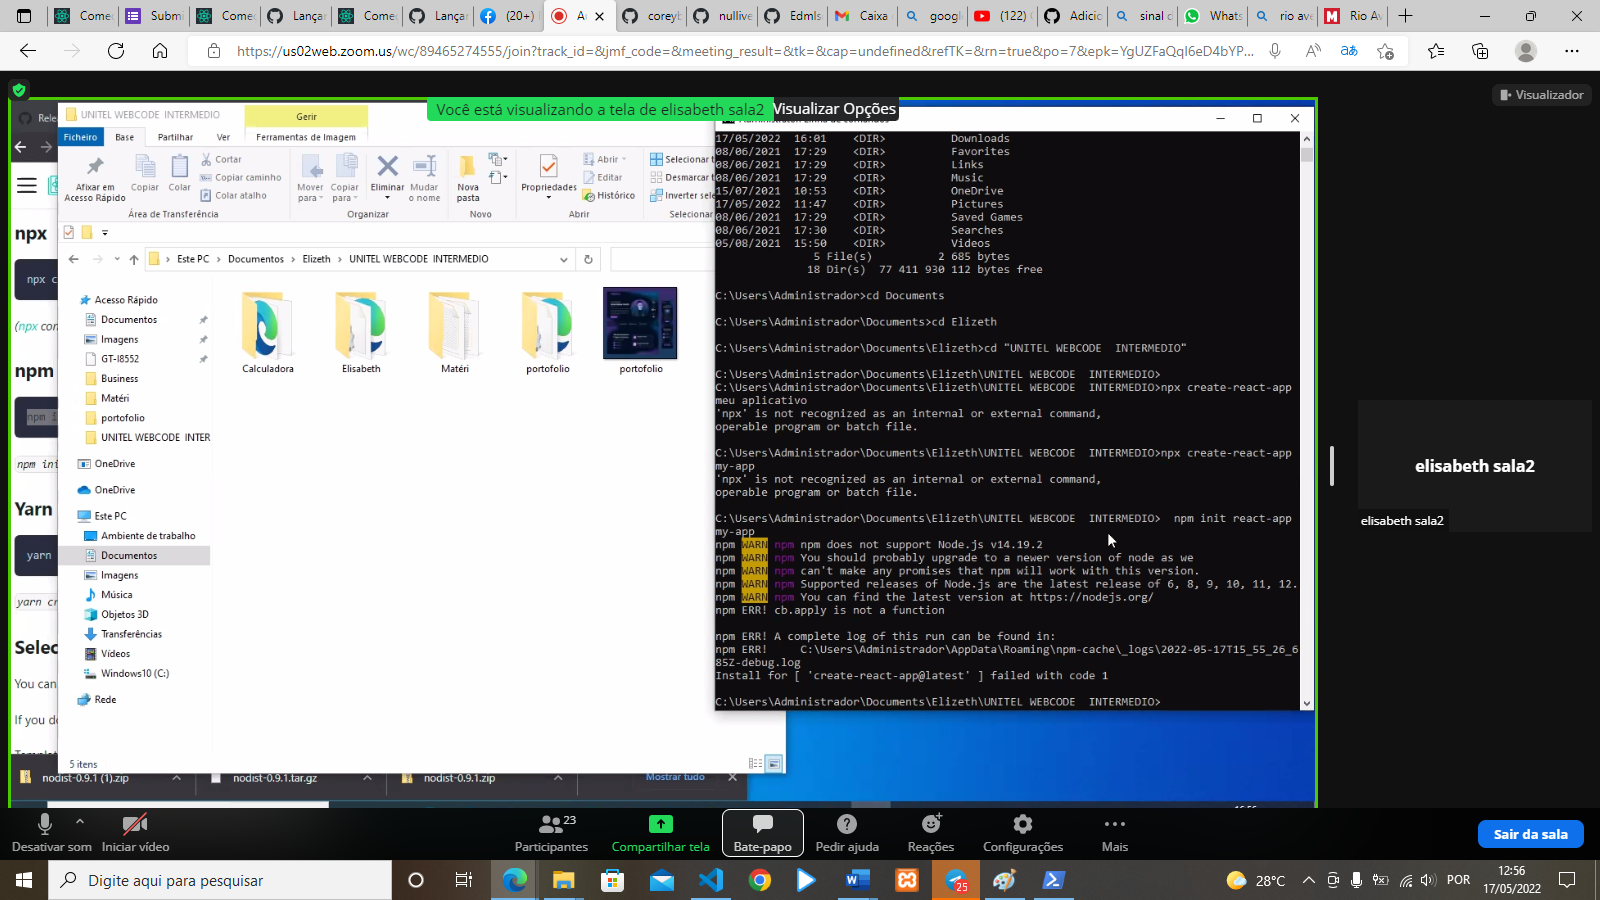 Comec
Submi
Comec
Lançar
Comec
Lançar
(20+) I
Au
coreyb
nullive
Edmls
Caixa
google
(122) (
Adicio
sinal d
Whats
rio ave
Rio Av
https://us02web.zoom.us/wc/89465274555/join?track_id=&jmf_code=&meeting_result=&tk=&cap=undefined&refTK=&rn=true&po=7&epk=YgUZFaQqI6eD4bYP...
Você está visualizando a tela de elisabeth sala2
Visualizar Opções
Visualizador
Relea
npx
npx c
(npx con
npm
npm i
npm ini
Yarn
yarn
yarn cr
Selec
You can
If you do
UNITEL WEBCODE INTERMEDIO
Gerir
Ficheiro
Base
Partilhar
Ver
Ferramentas de Imagem
Afixar em
Acesso Rápido
Copiar
Colar
Cortar
Copiar caminho
Colar atalho
Área de Transferência
Mover
para
Copiar
para
Eliminar
Mudar
o nome
Organizar
Nova
pasta
Novo
Propriedades
Abrir
Editar
Histórico
Abrir
Selecionar t
Desmarcar t
Inverter sele
Selecionar
Este PC > Documentos > Elizeth > UNITEL WEBCODE INTERMEDIO
Acesso Rápido
Documentos
Imagens
GT-I8552
Business
Matéri
portofolio
UNITEL WEBCODE INTER
OneDrive
OneDrive
Este PC
Ambiente de trabalho
Documentos
Imagens
Música
Objetos 3D
Transferências
Vídeos
Windows10 (C:)
Rede
Calculadora
Elisabeth
Matéri
portofolio
portofolio
5 itens
nodist-0.9.1 (1).zip
nodist-0.9.1.tar.gz
nodist-0.9.1.zip
Mostrar tudo
17/05/2022  16:01    <DIR>          Downloads
08/06/2021  17:29    <DIR>          Favorites
08/06/2021  17:29    <DIR>          Links
08/06/2021  17:29    <DIR>          Music
15/07/2021  10:53    <DIR>          OneDrive
17/05/2022  11:47    <DIR>          Pictures
08/06/2021  17:29    <DIR>          Saved Games
08/06/2021  17:30    <DIR>          Searches
05/08/2021  15:50    <DIR>          Videos
5 File(s)          2 685 bytes
18 Dir(s)  77 411 930 112 bytes free
C:\Users\Administrador>cd Documents
C:\Users\Administrador\Documents>cd Elizeth
C:\Users\Administrador\Documents\Elizeth>cd "UNITEL WEBCODE  INTERMEDIO"
C:\Users\Administrador\Documents\Elizeth\UNITEL WEBCODE  INTERMEDIO>
C:\Users\Administrador\Documents\Elizeth\UNITEL WEBCODE  INTERMEDIO>npx create-react-app
meu aplicativo
'npx' is not recognized as an internal or external command,
operable program or batch file.
C:\Users\Administrador\Documents\Elizeth\UNITEL WEBCODE  INTERMEDIO>npx create-react-app
my-app
'npx' is not recognized as an internal or external command,
operable program or batch file.
C:\Users\Administrador\Documents\Elizeth\UNITEL WEBCODE  INTERMEDIO>  npm init react-app
my-app
npm WARN npm npm does not support Node.js v14.19.2
npm WARN npm You should probably upgrade to a newer version of node as we
npm WARN npm can't make any promises that npm will work with this version.
npm WARN npm Supported releases of Node.js are the latest release of 6, 8, 9, 10, 11, 12.
npm WARN npm You can find the latest version at https://nodejs.org/
npm ERR! cb.apply is not a function
npm ERR! A complete log of this run can be found in:
npm ERR!     C:\Users\Administrador\AppData\Roaming\npm-cache\_logs\2022-05-17T15_55_26_6
85Z-debug.log
Install for [ 'create-react-app@latest' ] failed with code 1
C:\Users\Administrador\Documents\Elizeth\UNITEL WEBCODE  INTERMEDIO>
elisabeth sala2
elisabeth sala2
Desativar som
Iniciar vídeo
23
Participantes
Compartilhar tela
Bate-papo
Pedir ajuda
Reações
Configurações
Mais
Sair da sala
Digite aqui para pesquisar
25
28°C
POR
12:56
17/05/2022